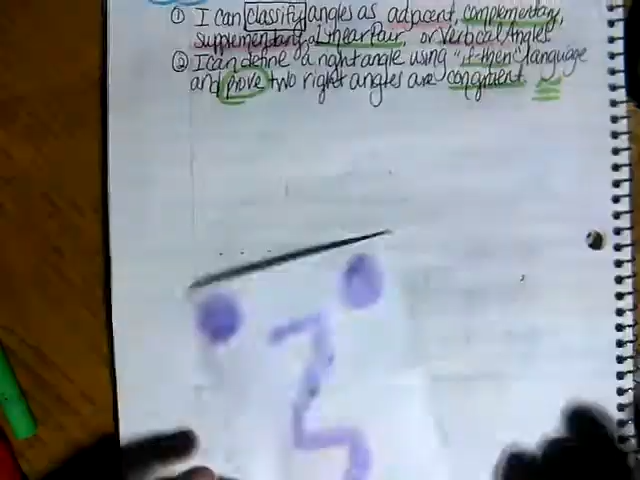 ① I can classify angles as adjacent, complementary,
supplementary, Linear Pair, or Vertical Angles
② I can define a right angle using "if-then" language
and prove two right angles are congruent